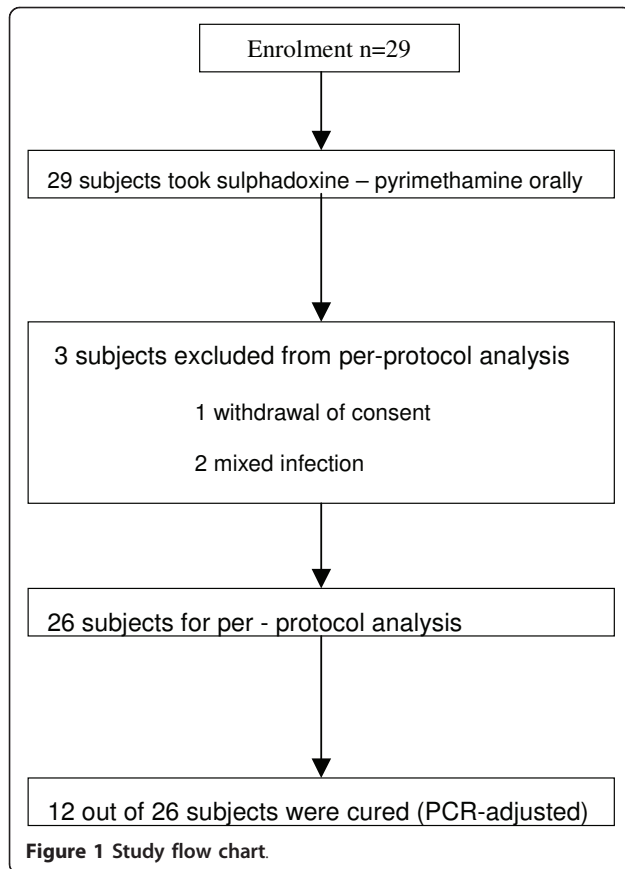 Enrolment n=29
29 subjects took sulphadoxine – pyrimethamine orally
3 subjects excluded from per-protocol analysis
1 withdrawal of consent
2 mixed infection
26 subjects for per - protocol analysis
12 out of 26 subjects were cured (PCR-adjusted)
Figure 1 Study flow chart.